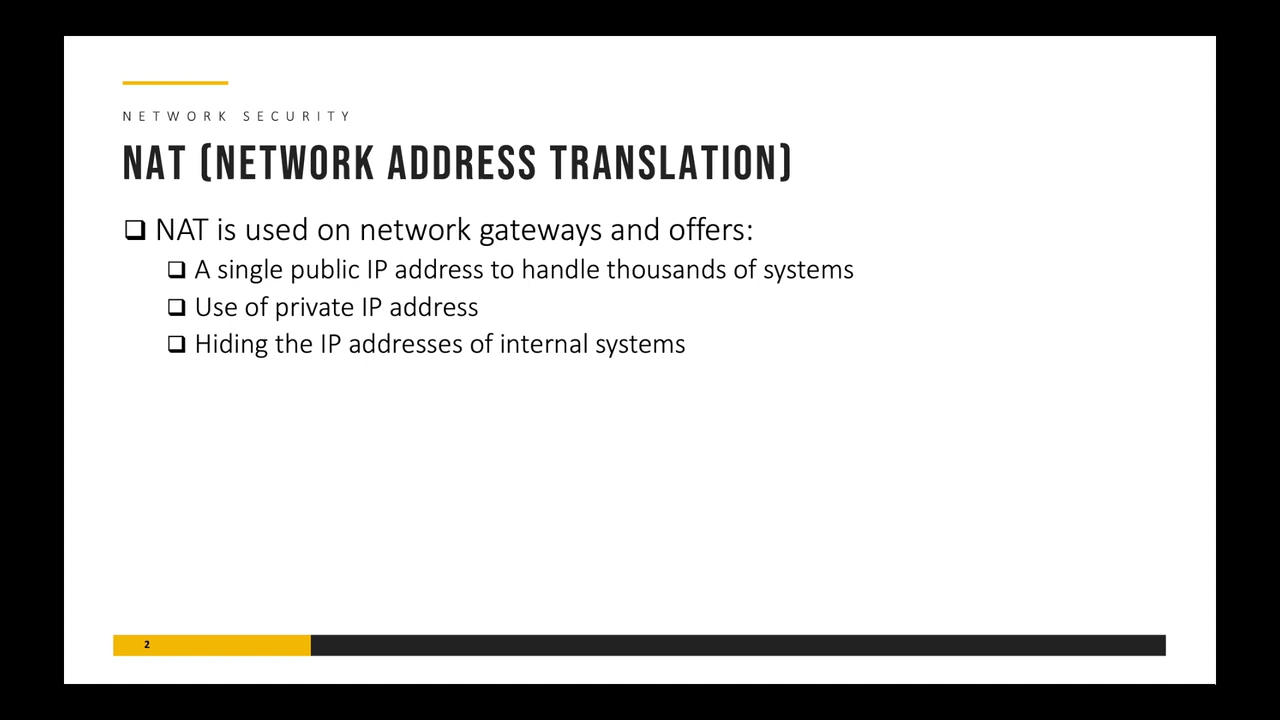 NETWORK SECURITY
NAT (NETWORK ADDRESS TRANSLATION)
❑ NAT is used on network gateways and offers:
❑ A single public IP address to handle thousands of systems
❑ Use of private IP address
❑ Hiding the IP addresses of internal systems
2